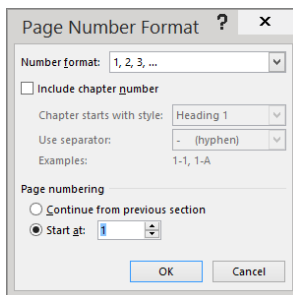 Page Number Format ? x
Number format: 1, 2, 3, ...
Include chapter number
Chapter starts with style: Heading 1
Use separator: - (hyphen)
Examples: 1-1, 1-A
Page numbering
Continue from previous section
Start at: 1
OK Cancel